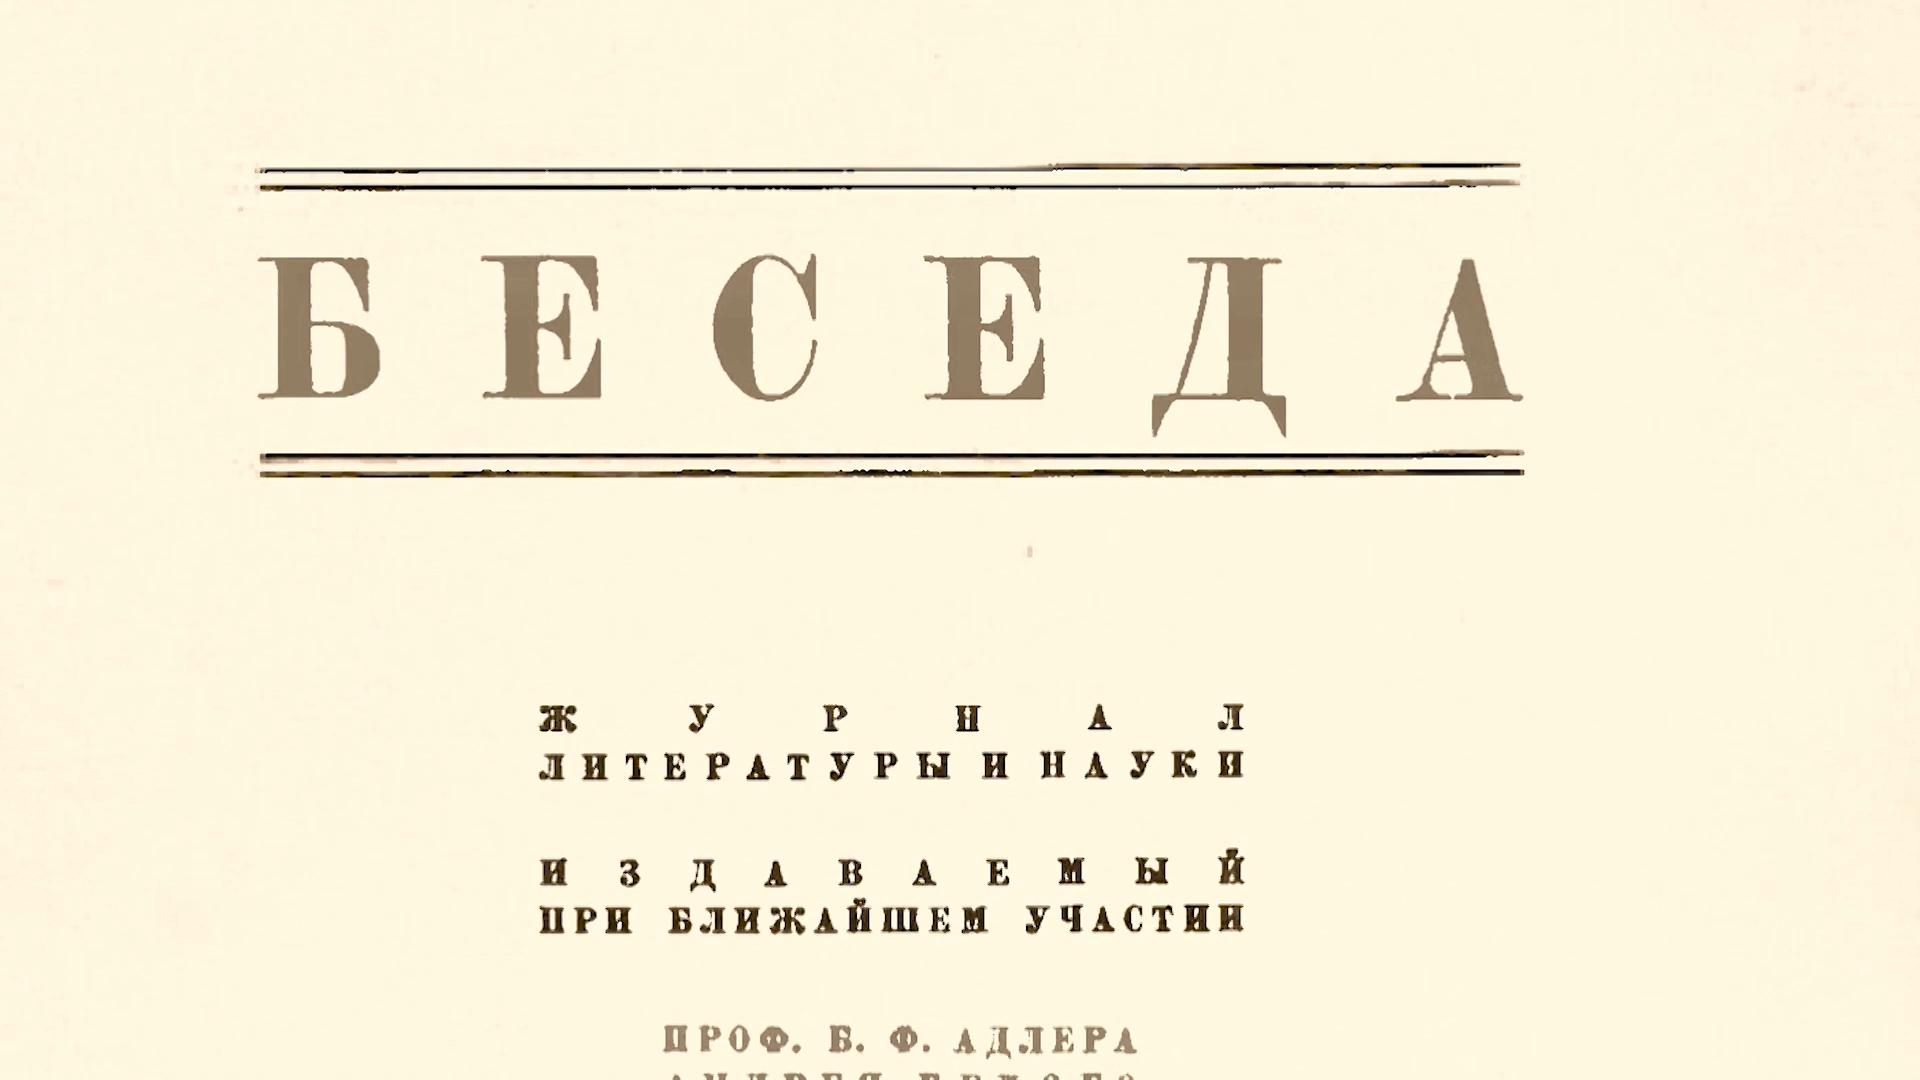 БЕСЕДА
ЖУРНАЛ
ЛИТЕРАТУРЫ И НАУКИ
ИЗДАВАЕМЫЙ
ПРИ БЛИЖАЙШЕМ УЧАСТИИ
ПРОФ. Б. Ф. АДЛЕРА